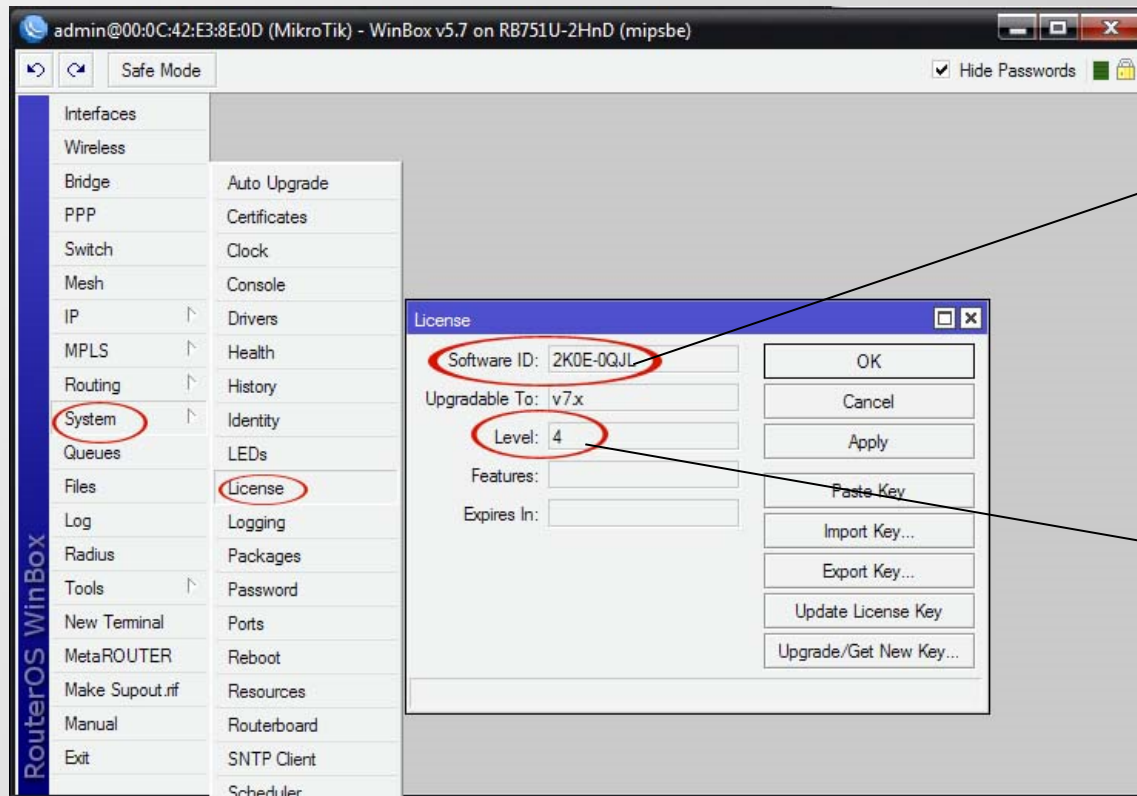 admin@00:0C:42:E3:8E:0D (MikroTik) - WinBox v5.7 on RB751U-2HnD (mipsbe)
Safe Mode
Hide Passwords
RouterOS WinBox
Interfaces
Wireless
Bridge
PPP
Switch
Mesh
IP
MPLS
Routing
System
Queues
Files
Log
Radius
Tools
New Terminal
MetaROUTER
Make Supout.rif
Manual
Exit
Auto Upgrade
Certificates
Clock
Console
Drivers
Health
History
Identity
LEDs
License
Logging
Packages
Password
Ports
Reboot
Resources
Routerboard
SNTP Client
Scheduler
License
Software ID: 2K0E-0QJL
Upgradable To: v7.x
Level: 4
Features:
Expires In:
OK
Cancel
Apply
Paste Key
Import Key...
Export Key...
Update License Key
Upgrade/Get New Key...